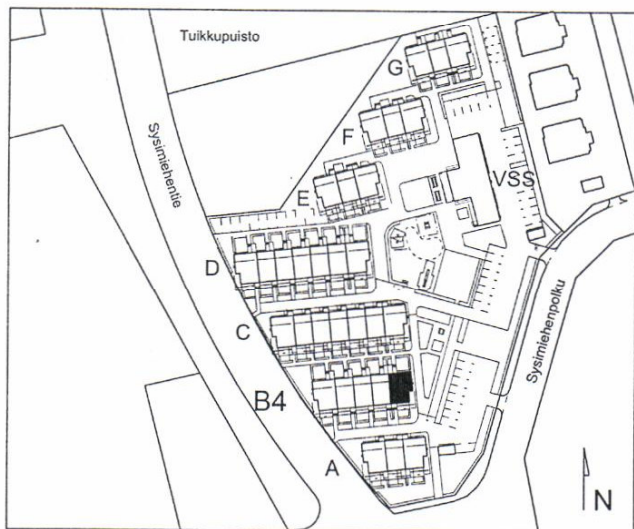 Tuikkupuisto
G
F
Sysimiehentie
VSS
E
D
C
Sysimiehenpolku
B4
A
N